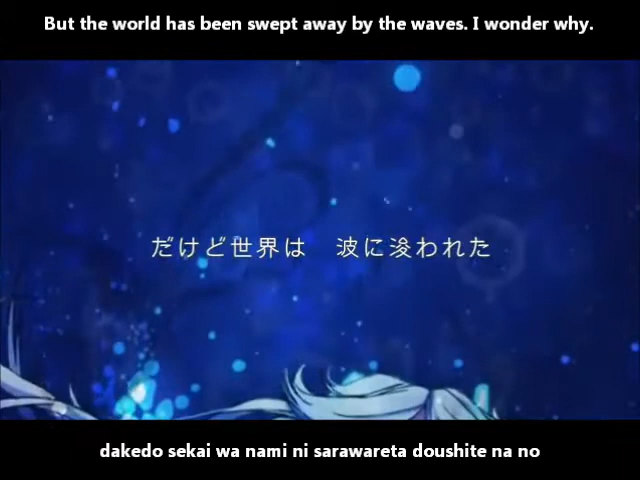 But the world has been swept away by the waves. I wonder why.
だけど世界は　波に浚われた
dakedo sekai wa nami ni sarawareta doushite na no